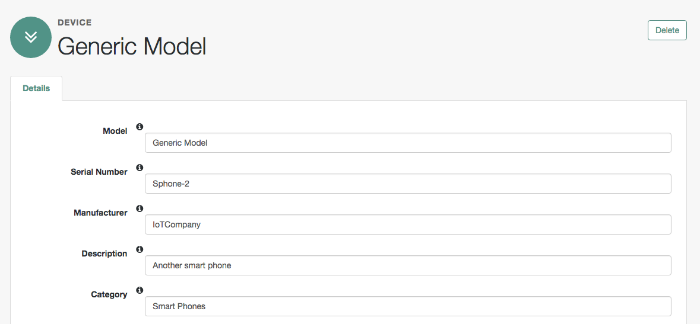 DEVICE
Generic Model
Delete
Details
Model
Generic Model
Serial Number
Sphone-2
Manufacturer
IoTCompany
Description
Another smart phone
Category
Smart Phones